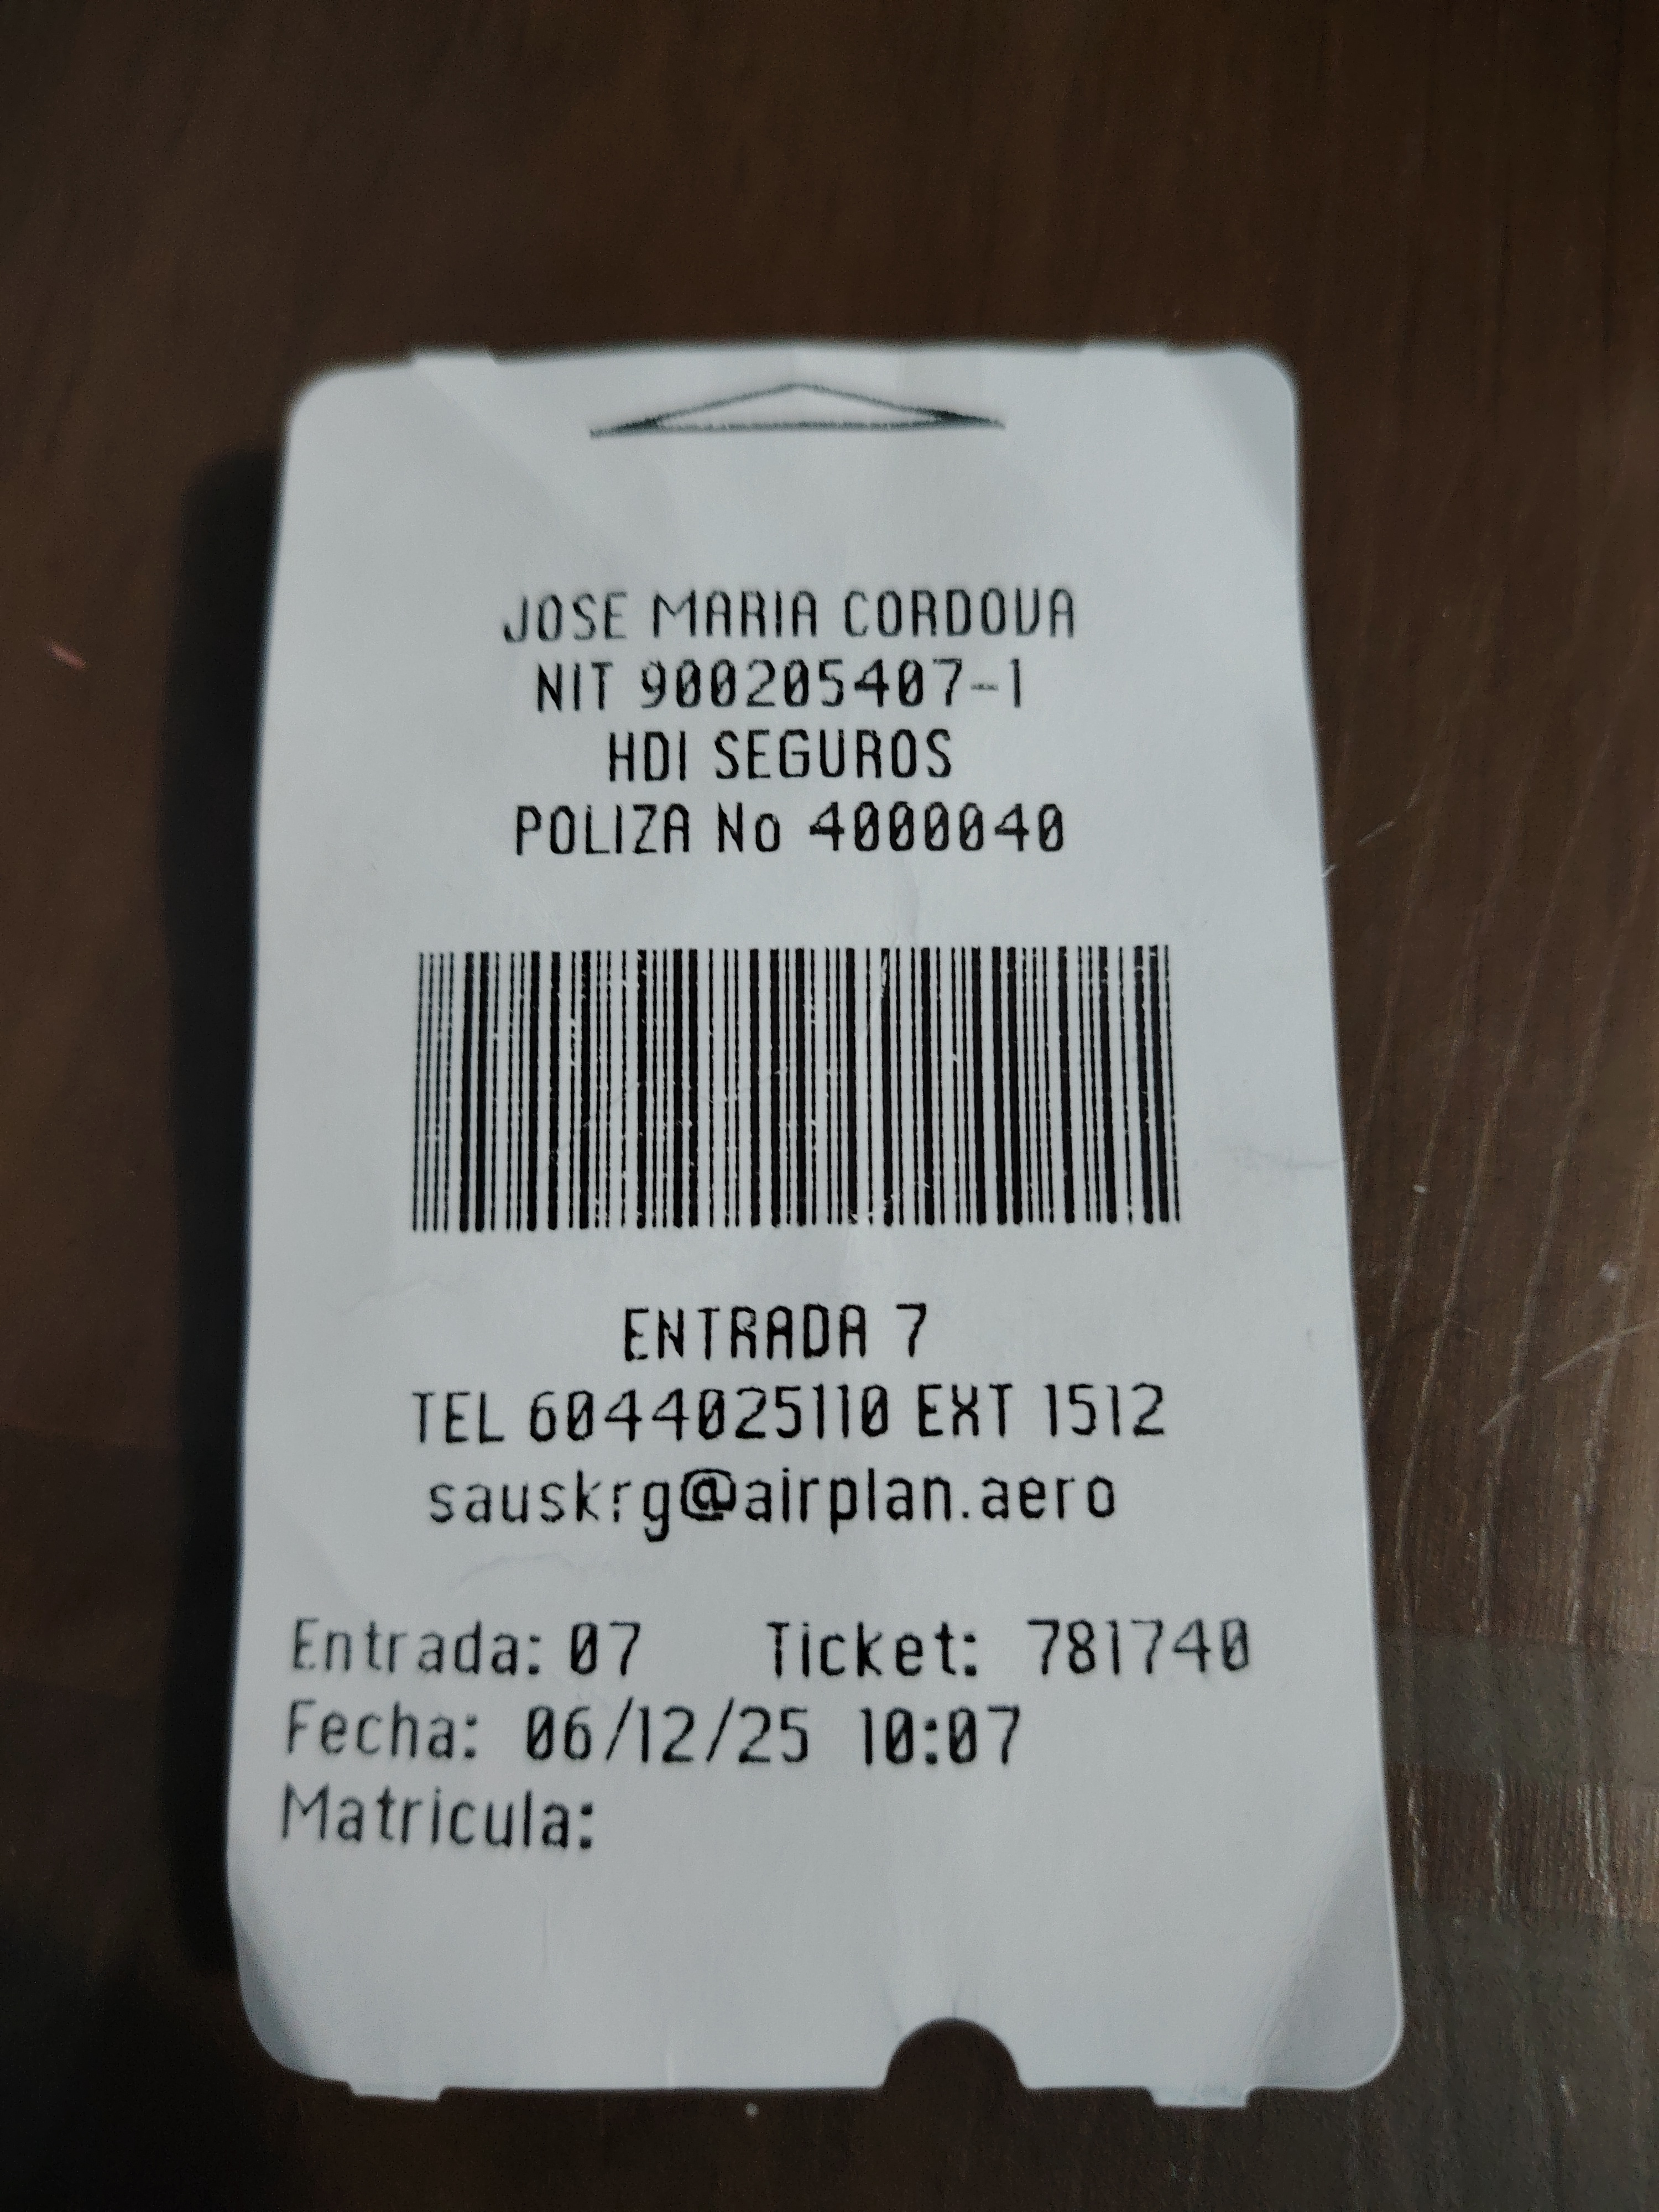 JOSE MARIA CORDOVA
NIT 900205407-1
HDI SEGUROS
POLIZA No 4000040
ENTRADA 7
TEL 6044025110 EXT 1512
sauskrg@airplan.aero
Entrada: 07 Ticket: 781740
Fecha: 06/12/25 10:07
Matricula: